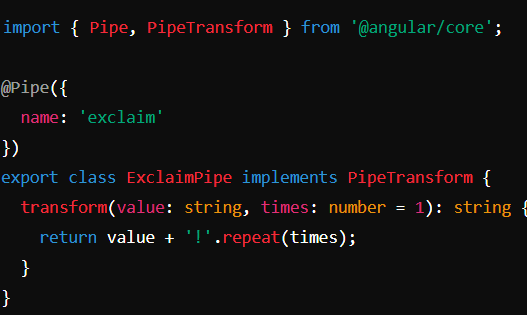 import { Pipe, PipeTransform } from '@angular/core';
@Pipe({
  name: 'exclaim'
})
export class ExclaimPipe implements PipeTransform {
  transform(value: string, times: number = 1): string {
    return value + '!'.repeat(times);
  }
}